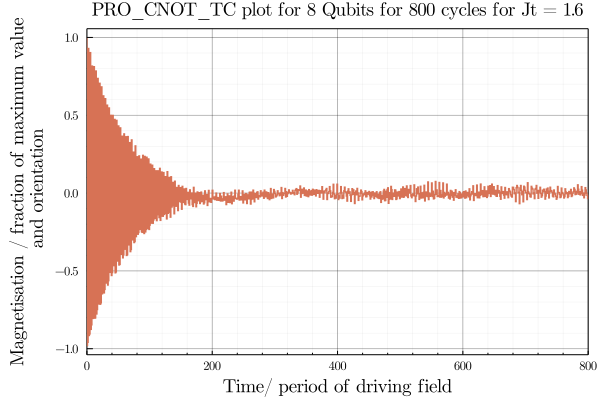 PRO_CNOT_TC plot for 8 Qubits for 800 cycles for Jt = 1.6
Magnetisation / fraction of maximum value
and orientation
1.0
0.5
0.0
−0.5
−1.0
0
200
400
600
800
Time/ period of driving field